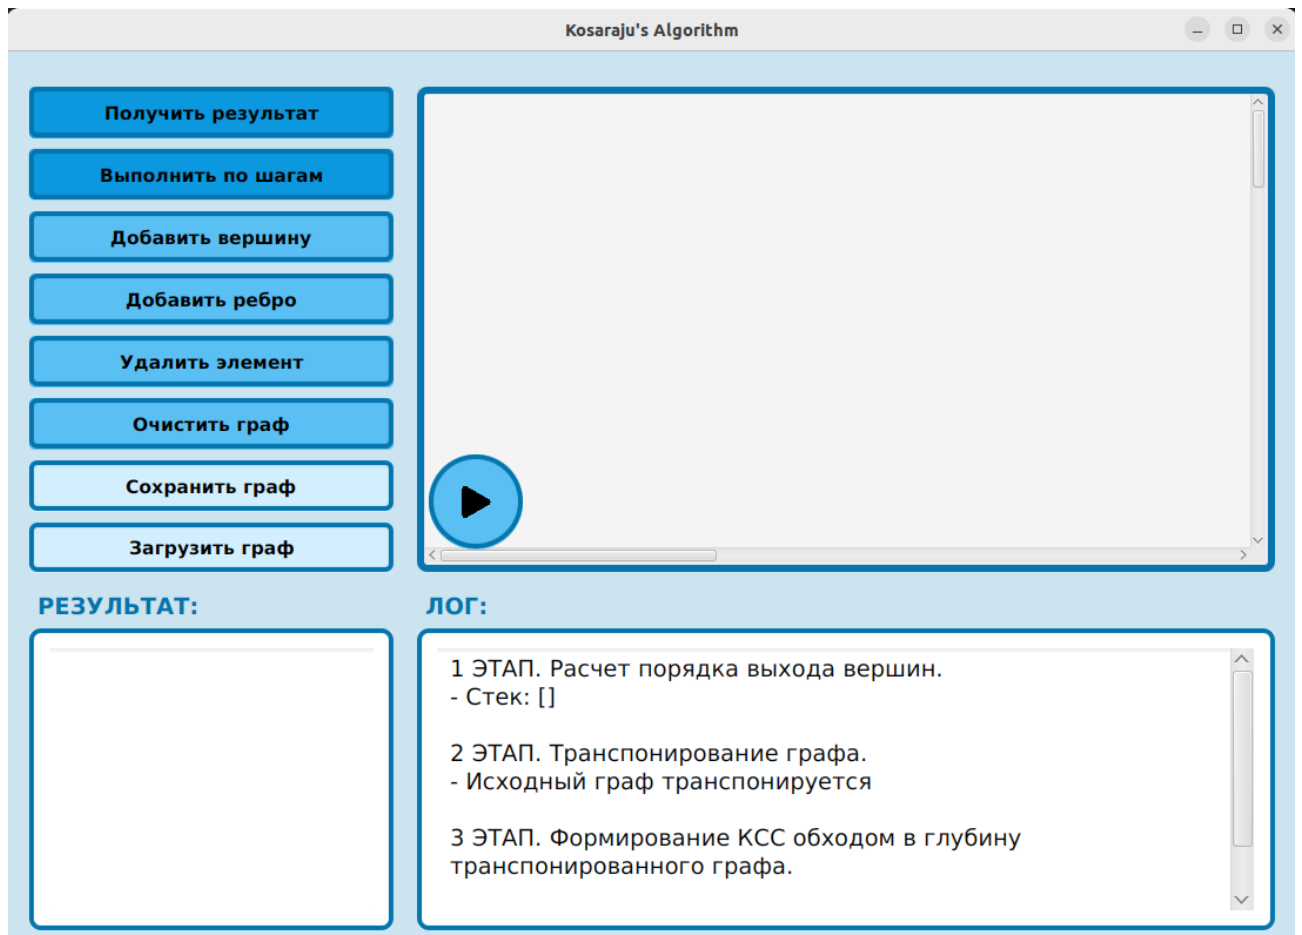 Kosaraju's Algorithm
Получить результат
Выполнить по шагам
Добавить вершину
Добавить ребро
Удалить элемент
Очистить граф
Сохранить граф
Загрузить граф
РЕЗУЛЬТАТ:
ЛОГ:
1 ЭТАП. Расчет порядка выхода вершин.
- Стек: []
2 ЭТАП. Транспонирование графа.
- Исходный граф транспонируется
3 ЭТАП. Формирование КСС обходом в глубину
транспонированного графа.